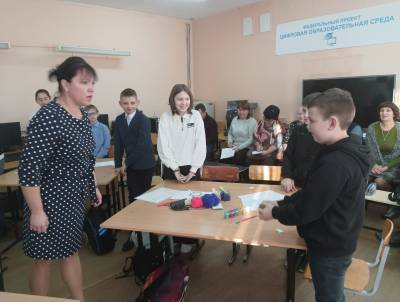 ФЕДЕРАЛЬНЫЙ ПРОЕКТ
ЦИФРОВАЯ ОБРАЗОВАТЕЛЬНАЯ СРЕДА